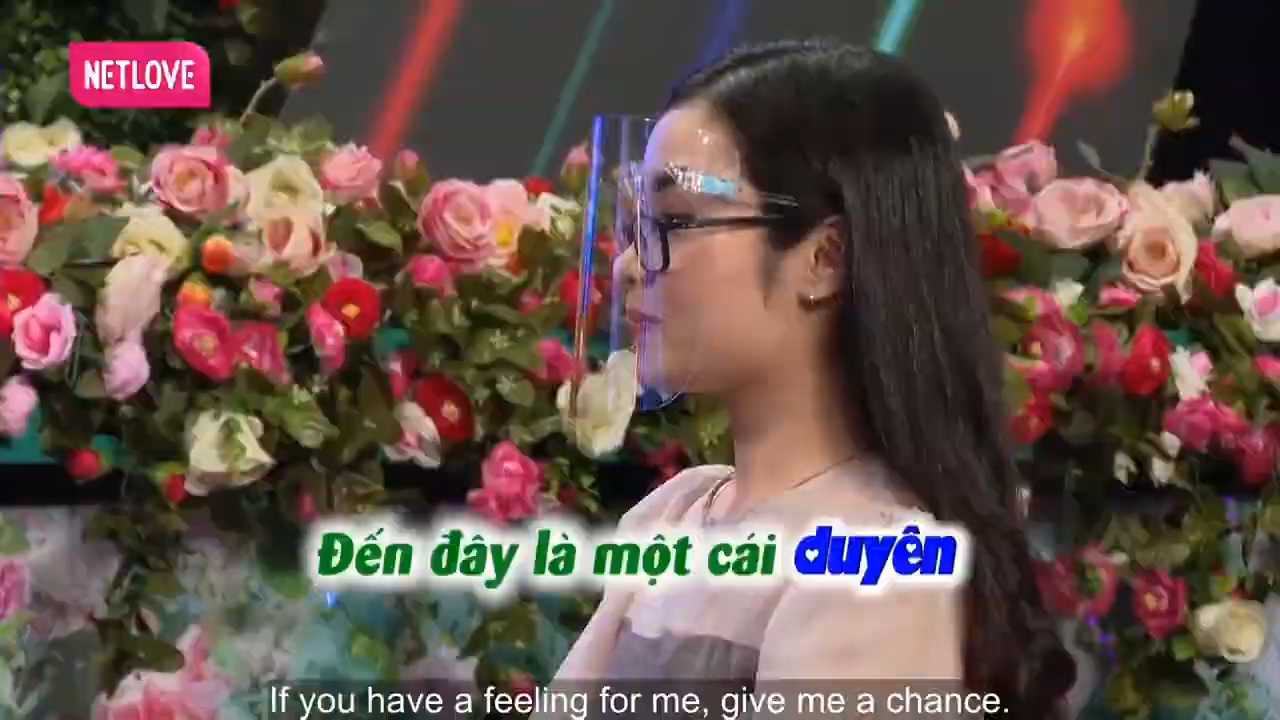 NETLOVE
Đến đây là một cái duyên
If you have a feeling for me, give me a chance.